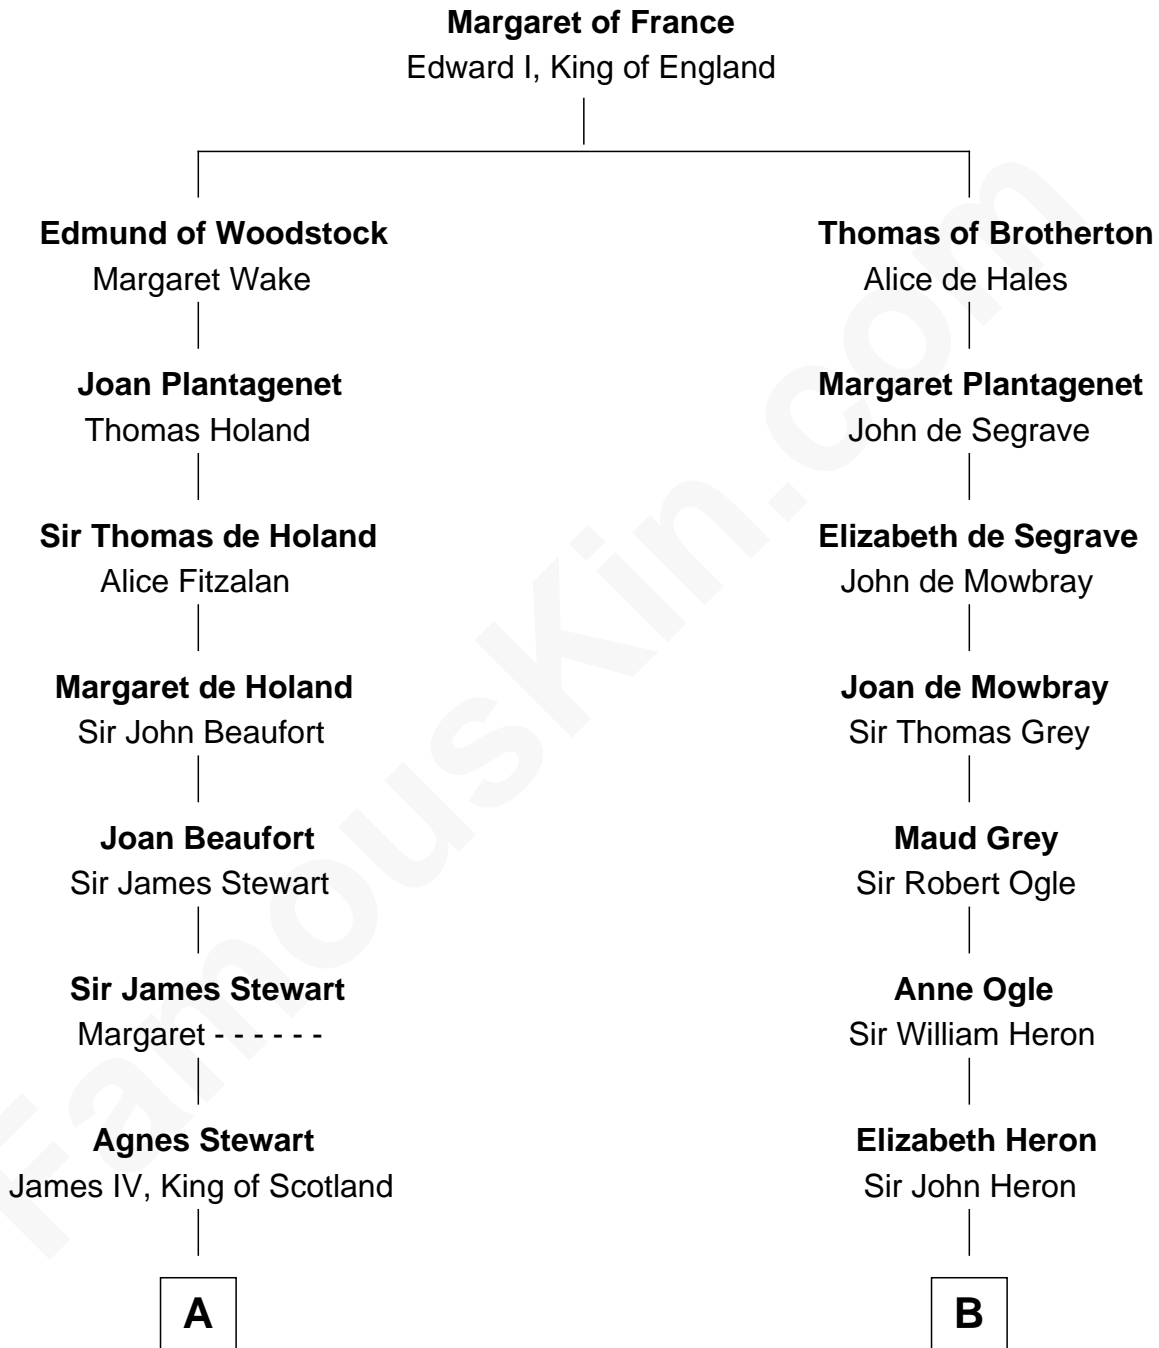 Margaret of France
Edward I, King of England
Edmund of Woodstock
Margaret Wake
Thomas of Brotherton
Alice de Hales
Joan Plantagenet
Thomas Holand
Margaret Plantagenet
John de Segrave
Sir Thomas de Holand
Alice Fitzalan
Elizabeth de Segrave
John de Mowbray
Margaret de Holand
Sir John Beaufort
Joan de Mowbray
Sir Thomas Grey
Joan Beaufort
Sir James Stewart
Maud Grey
Sir Robert Ogle
Sir James Stewart
Margaret - - - - - -
Anne Ogle
Sir William Heron
Agnes Stewart
James IV, King of Scotland
Elizabeth Heron
Sir John Heron
A
B
FamousKin.com